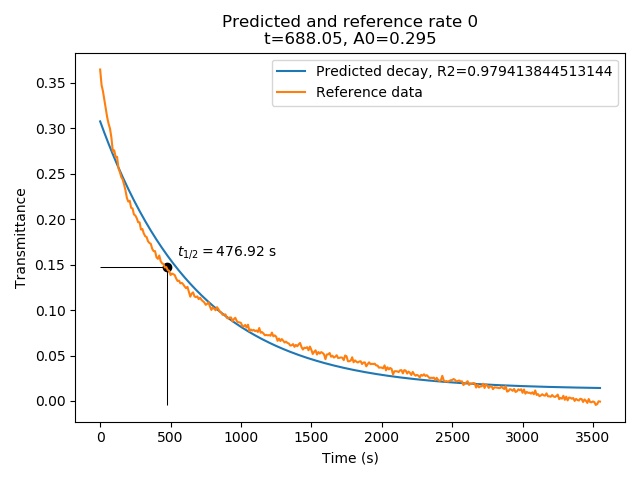 Predicted and reference rate 0
t=688.05, A0=0.295
Predicted decay, R2=0.979413844513144
Reference data
0.35
0.30
0.25
0.20
0.15
0.10
0.05
0.00
Transmittance
t1/2 = 476.92 s
0 500 1000 1500 2000 2500 3000 3500
Time (s)